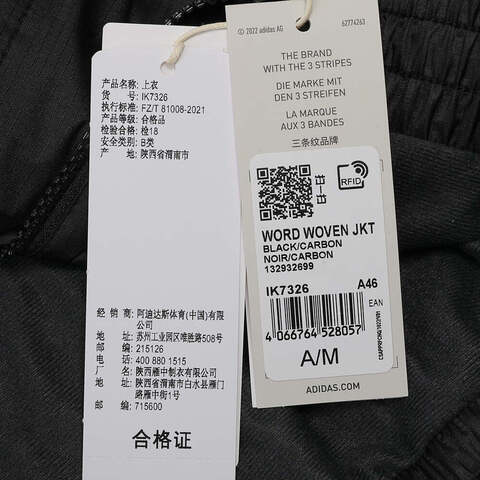 产品名称: 上衣
货 号: IK7326
执行标准: FZ/T 81008-2021
产品等级: 合格品
检验合格: 检18
安全类别: B类
产 地: 陕西省渭南市
经 销 商: 阿迪达斯体育(中国)有限
公司
地 址: 苏州工业园区旺墩路508号
邮 编: 215126
电 话: 400 880 1515
制 造 商: 陕西雁中制衣有限公司
地 址: 陕西省渭南市白水县雁门
路雁中街1号
邮 编: 715600
合格证
© 2022 adidas AG
62774263
THE BRAND
WITH THE 3 STRIPES
DIE MARKE MIT
DEN 3 STREIFEN
LA MARQUE
AUX 3 BANDES
三条纹品牌
RFID
WORD WOVEN JKT
BLACK/CARBON
NOIR/CARBON
132932699
IK7326 A46
EAN
4 066764 528057
A/M
ADIDAS.COM